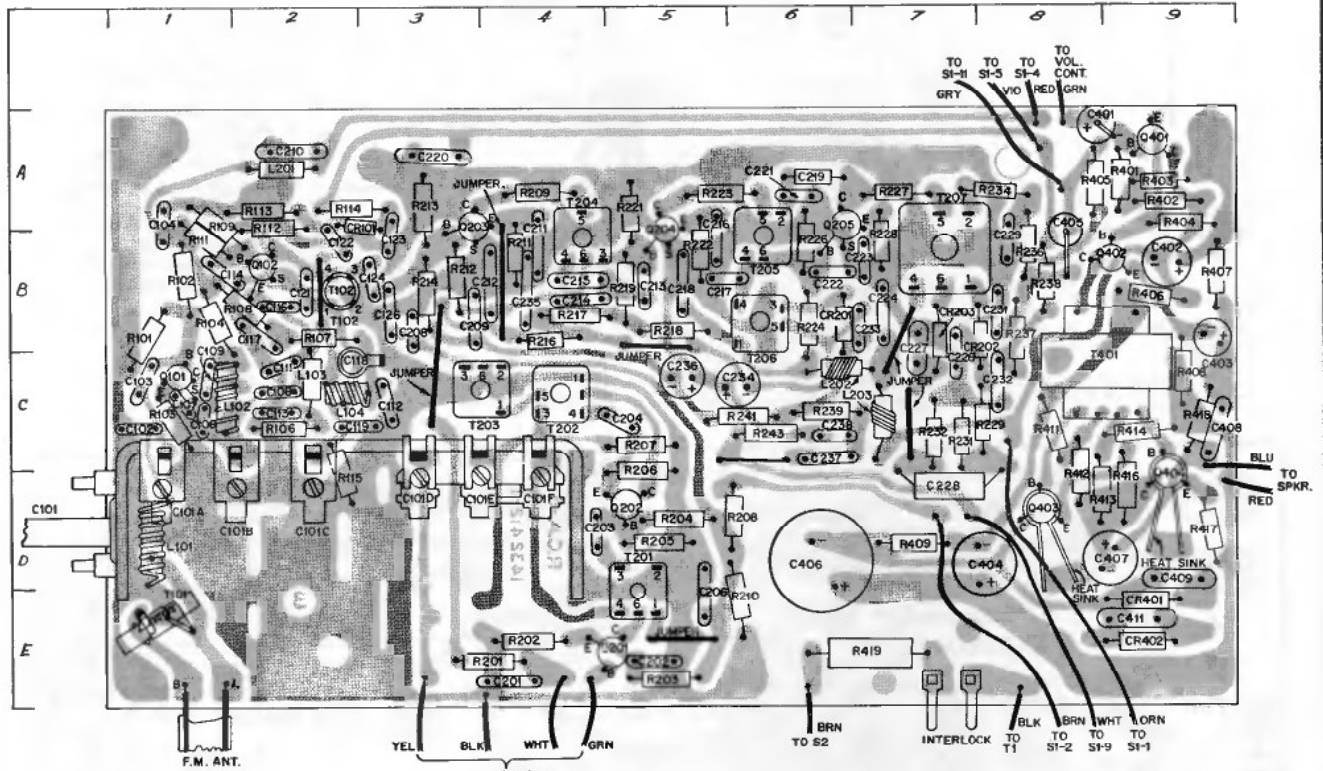 1 2 3 4 5 6 7 8 9
TO S1-11 TO S1-5 TO S1-4 TO VOL. CONT.
GRY VIO RED GRN
A
B
C
D
E
C401
Q401
E
B
C210
L201
C220
R213
JUMPER
R209
T204
R221
R223
C221
C219
R227
R234
T207
R405
R401
R403
R402
R404
C104
R113
R112
R109
R111
R114
CR101
C122
C123
Q203
R211
C211
Q204
R222
C216
T205
R226
Q205
R228
C229
C405
Q402
C402
R407
R102
C114
Q102
T102
C124
R214
R212
C212
C215
C214
R219
C213
C218
C217
C222
C223
R236
R238
R406
R108
C116
C121
C126
C208
C209
C235
R217
R218
R224
CR201
C224
C233
CR203
C231
R101
R104
C117
R107
T102
R216
JUMPER
T206
C227
CR202
R237
T401
C403
C103
Q101
C109
C118
L103
L104
C112
JUMPER
T203
T202
C236
C234
L202
L203
JUMPER
C232
C102
L102
R106
C119
C204
R207
R241
R243
R239
C238
C237
R232
R231
R229
R411
R414
C408
R115
R206
C228
R412
R413
R416
BLU
TO SPKR.
RED
C101
C101A
C101B
C101C
C101D
C101E
C101F
L101
1432412
RCA
Q202
C203
R204
R205
R208
T201
C206
R210
C406
R409
C404
Q403
C407
R417
HEAT SINK
HEAT SINK
C409
CR401
C411
CR402
R202
R201
C201
C202
R203
JUMPER
R419
INTERLOCK
F.M. ANT.
YEL BLK WHT GRN
BRN
TO S2
BLK
TO T1
BRN
TO S1-2
WHT
TO S1-9
ORN
TO S1-1